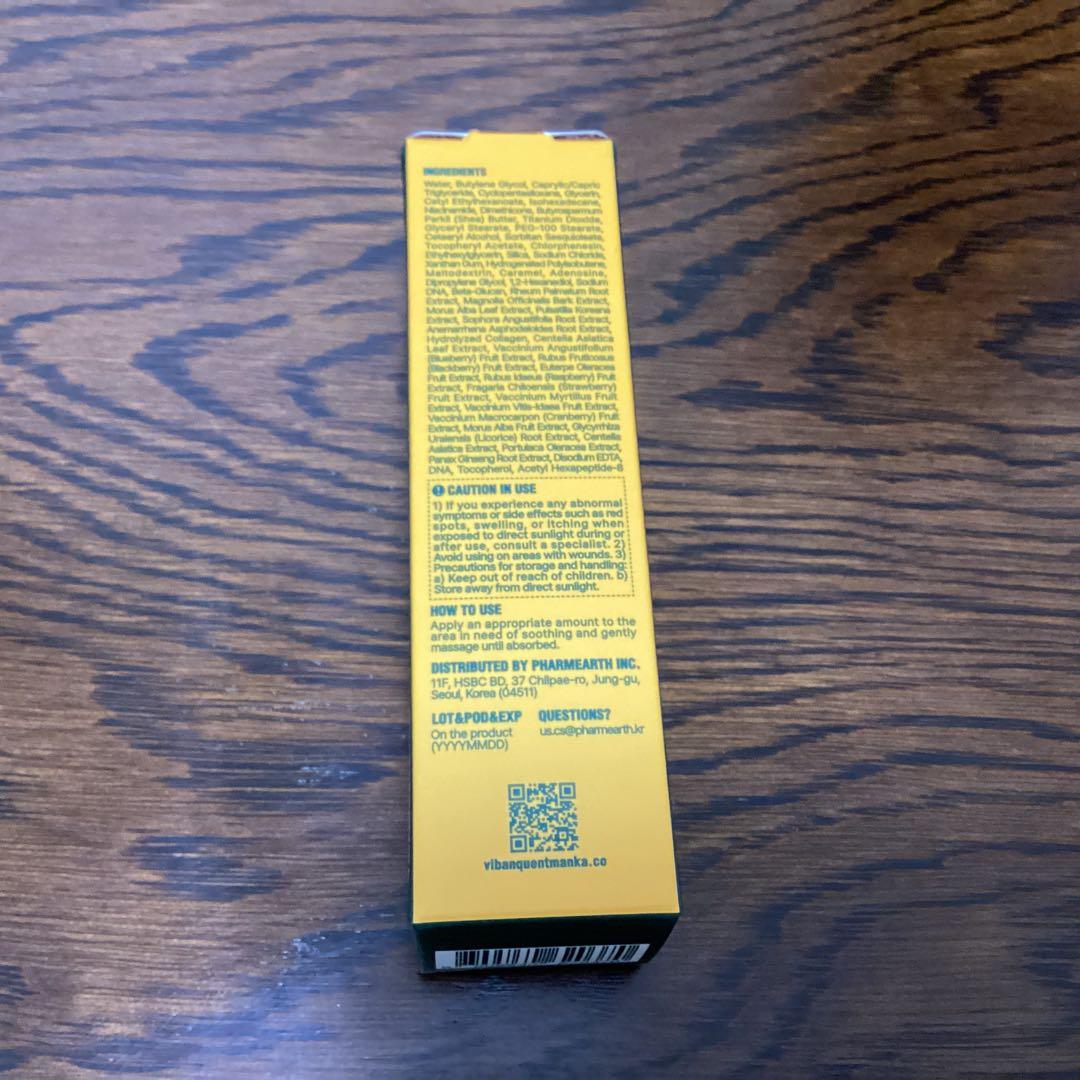 INGREDIENTS
Water, Butylene Glycol, Caprylic/Capric
Triglyceride, Cyclopentasiloxane, Glycerin,
Cetyl Ethylhexanoate, Isohexadecane,
Niacinamide, Dimethicone, Butyrospermum
Parkii (Shea) Butter, Titanium Dioxide,
Glyceryl Stearate, PEG-100 Stearate,
Cetearyl Alcohol, Sorbitan Sesquioleate,
Tocopheryl Acetate, Chlorphenesin,
Ethylhexylglycerin, Silica, Sodium Chloride,
Xanthan Gum, Hydrogenated Polyisobutene,
Maltodextrin, Caramel, Adenosine,
Dipropylene Glycol, 1,2-Hexanediol, Sodium
DNA, Beta-Glucan, Rheum Palmatum Root
Extract, Magnolia Officinalis Bark Extract,
Morus Alba Leaf Extract, Pulsatilla Koreana
Extract, Sophora Angustifolia Root Extract,
Anemarrhena Asphodeloides Root Extract,
Hydrolyzed Collagen, Centella Asiatica
Leaf Extract, Vaccinium Angustifolium
(Blueberry) Fruit Extract, Rubus Fruticosus
(Blackberry) Fruit Extract, Euterpe Oleracea
Fruit Extract, Rubus Idaeus (Raspberry) Fruit
Extract, Fragaria Chiloensis (Strawberry)
Fruit Extract, Vaccinium Myrtillus Fruit
Extract, Vaccinium Vitis-Idaea Fruit Extract,
Vaccinium Macrocarpon (Cranberry) Fruit
Extract, Morus Alba Fruit Extract, Glycyrrhiza
Uralensis (Licorice) Root Extract, Centella
Asiatica Extract, Portulaca Oleracea Extract,
Panax Ginseng Root Extract, Disodium EDTA,
DNA, Tocopherol, Acetyl Hexapeptide-8
CAUTION IN USE
1) If you experience any abnormal
symptoms or side effects such as red
spots, swelling, or itching when
exposed to direct sunlight during or
after use, consult a specialist. 2)
Avoid using on areas with wounds. 3)
Precautions for storage and handling:
a) Keep out of reach of children. b)
Store away from direct sunlight.
HOW TO USE
Apply an appropriate amount to the
area in need of soothing and gently
massage until absorbed.
DISTRIBUTED BY PHARMEARTH INC.
11F, HSBC BD, 37 Chilpae-ro, Jung-gu,
Seoul, Korea (04511)
LOT&POD&EXP QUESTIONS?
On the product us.cs@pharmearth.kr
(YYYYMMDD)
vibanquentmanka.co